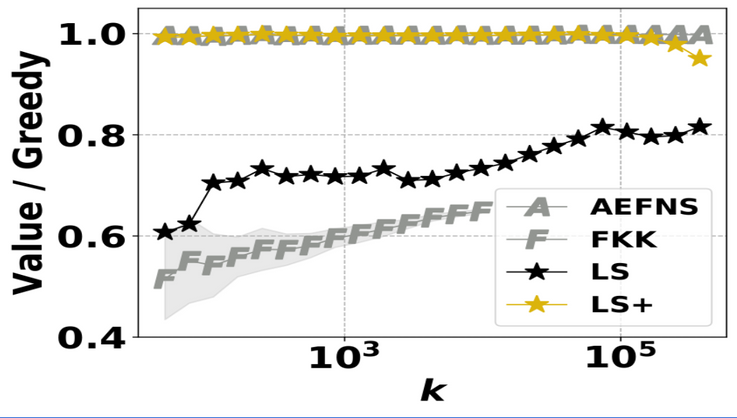 Value / Greedy
1.0
0.8
0.6
0.4
10³
10⁵
k
AEFNS
FKK
LS
LS+
A
F